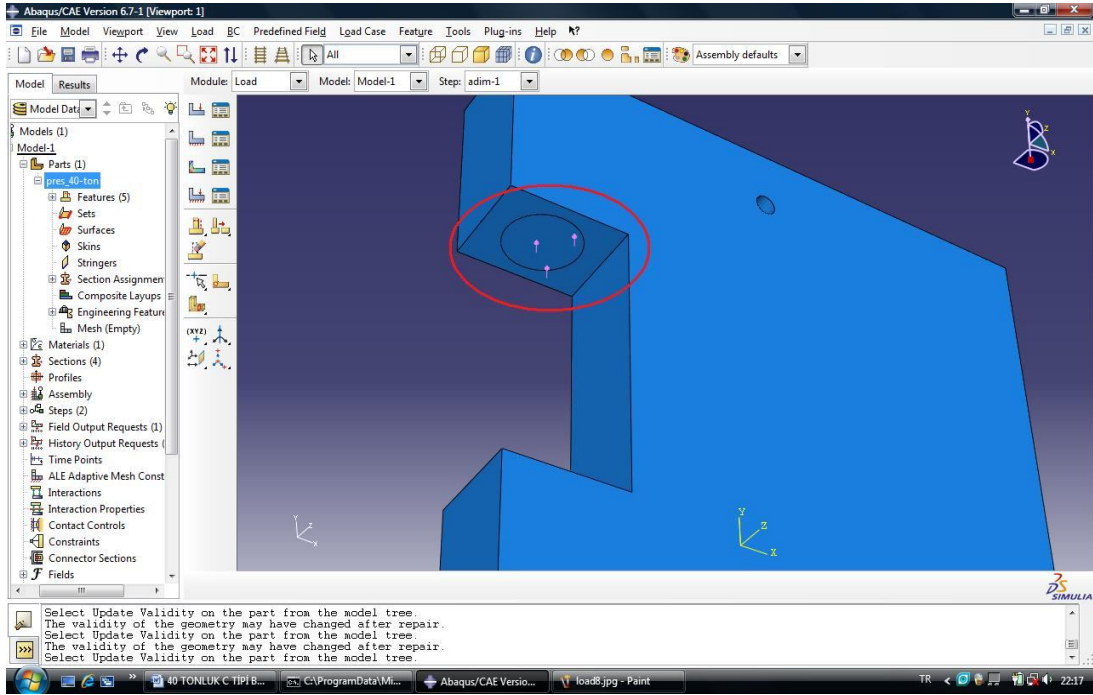 Abaqus/CAE Version 6.7-1 [Viewport: 1]
File Model Viewport View Load BC Predefined Field Load Case Feature Tools Plug-ins Help
All Assembly defaults
Model Results Module: Load Model: Model-1 Step: adim-1
Model Data
Models (1)
Model-1
Parts (1)
pres_40-ton
Features (5)
Sets
Surfaces
Skins
Stringers
Section Assignmen
Composite Layups
Engineering Feature
Mesh (Empty)
Materials (1)
Sections (4)
Profiles
Assembly
Steps (2)
Field Output Requests (1)
History Output Requests (
Time Points
ALE Adaptive Mesh Const
Interactions
Interaction Properties
Contact Controls
Constraints
Connector Sections
Fields
(XYZ)
Y
Z
X
Y
Z
X
Y
Z
X
SIMULIA
Select Update Validity on the part from the model tree.
The validity of the geometry may have changed after repair.
Select Update Validity on the part from the model tree.
The validity of the geometry may have changed after repair.
Select Update Validity on the part from the model tree.
40 TONLUK C TİPİ B... C:\ProgramData\Mi... Abaqus/CAE Versio... load8.jpg - Paint TR 22:17